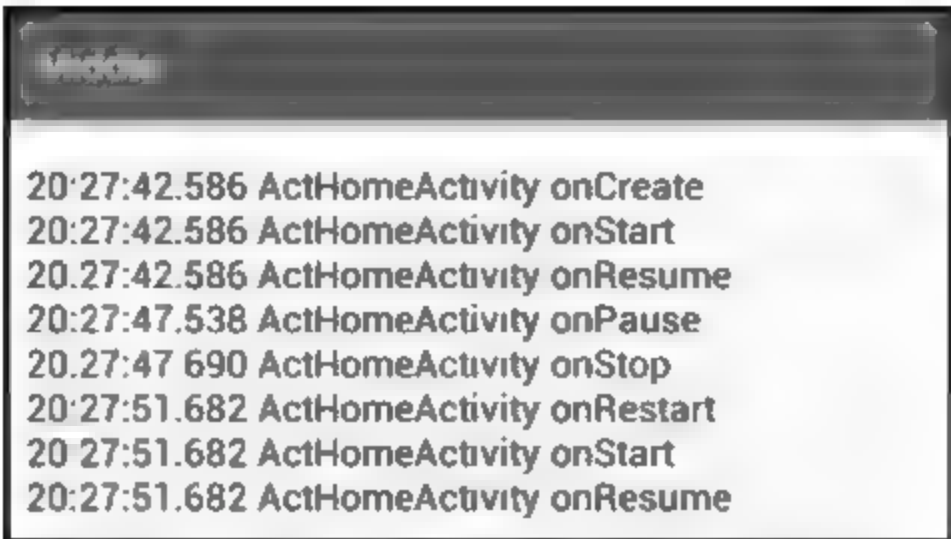 20:27:42.586 ActHomeActivity onCreate
20:27:42.586 ActHomeActivity onStart
20.27:42.586 ActHomeActivity onResume
20:27:47.538 ActHomeActivity onPause
20.27:47 690 ActHomeActivity onStop
20:27:51.682 ActHomeActivity onRestart
20:27:51.682 ActHomeActivity onStart
20:27:51.682 ActHomeActivity onResume